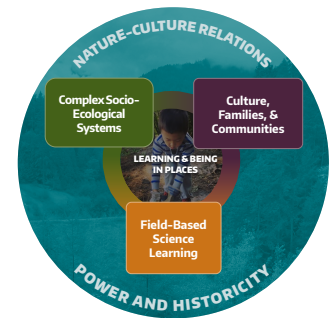 NATURE-CULTURE RELATIONS
Complex Socio-
Ecological
Systems
Culture,
Families, &
Communities
LEARNING & BEING
IN PLACES
Field-Based
Science
Learning
POWER AND HISTORICITY